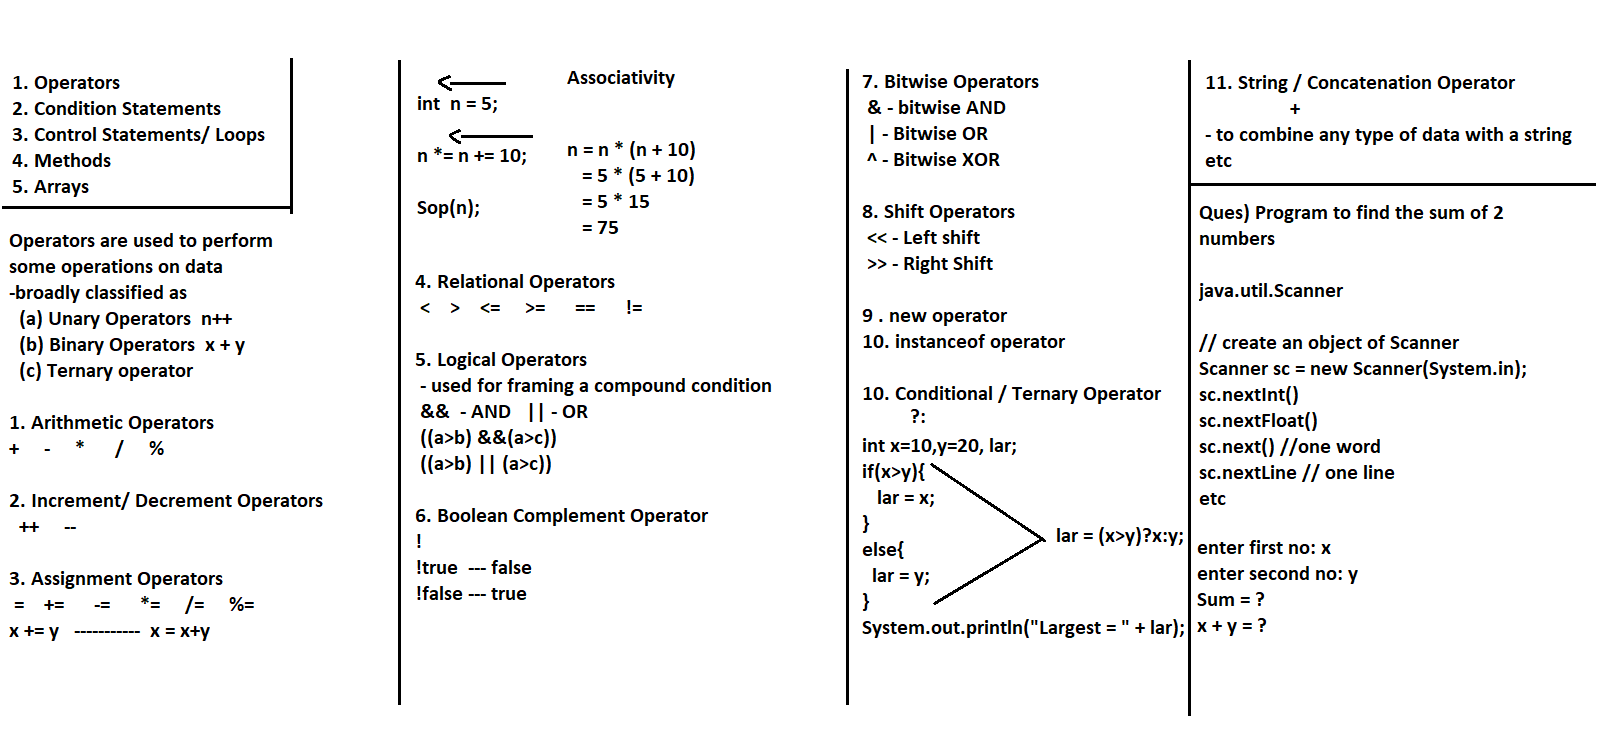 1. Operators
2. Condition Statements
3. Control Statements/ Loops
4. Methods
5. Arrays
Operators are used to perform
some operations on data
-broadly classified as
(a) Unary Operators n++
(b) Binary Operators x + y
(c) Ternary operator
1. Arithmetic Operators
+ - * / %
2. Increment/ Decrement Operators
++ --
3. Assignment Operators
= += -= *= /= %=
x += y ----------- x = x+y
Associativity
int n = 5;
n *= n += 10;
Sop(n);
n = n * (n + 10)
= 5 * (5 + 10)
= 5 * 15
= 75
4. Relational Operators
< > <= >= == !=
5. Logical Operators
- used for framing a compound condition
&& - AND || - OR
((a>b) &&(a>c))
((a>b) || (a>c))
6. Boolean Complement Operator
!
!true --- false
!false --- true
7. Bitwise Operators
& - bitwise AND
| - Bitwise OR
^ - Bitwise XOR
8. Shift Operators
<< - Left shift
>> - Right Shift
9 . new operator
10. instanceof operator
10. Conditional / Ternary Operator
?:
int x=10,y=20, lar;
if(x>y){
lar = x;
}
else{
lar = y;
}
lar = (x>y)?x:y;
System.out.println("Largest = " + lar);
11. String / Concatenation Operator
+
- to combine any type of data with a string
etc
Ques) Program to find the sum of 2
numbers
java.util.Scanner
// create an object of Scanner
Scanner sc = new Scanner(System.in);
sc.nextInt()
sc.nextFloat()
sc.next() //one word
sc.nextLine // one line
etc
enter first no: x
enter second no: y
Sum = ?
x + y = ?